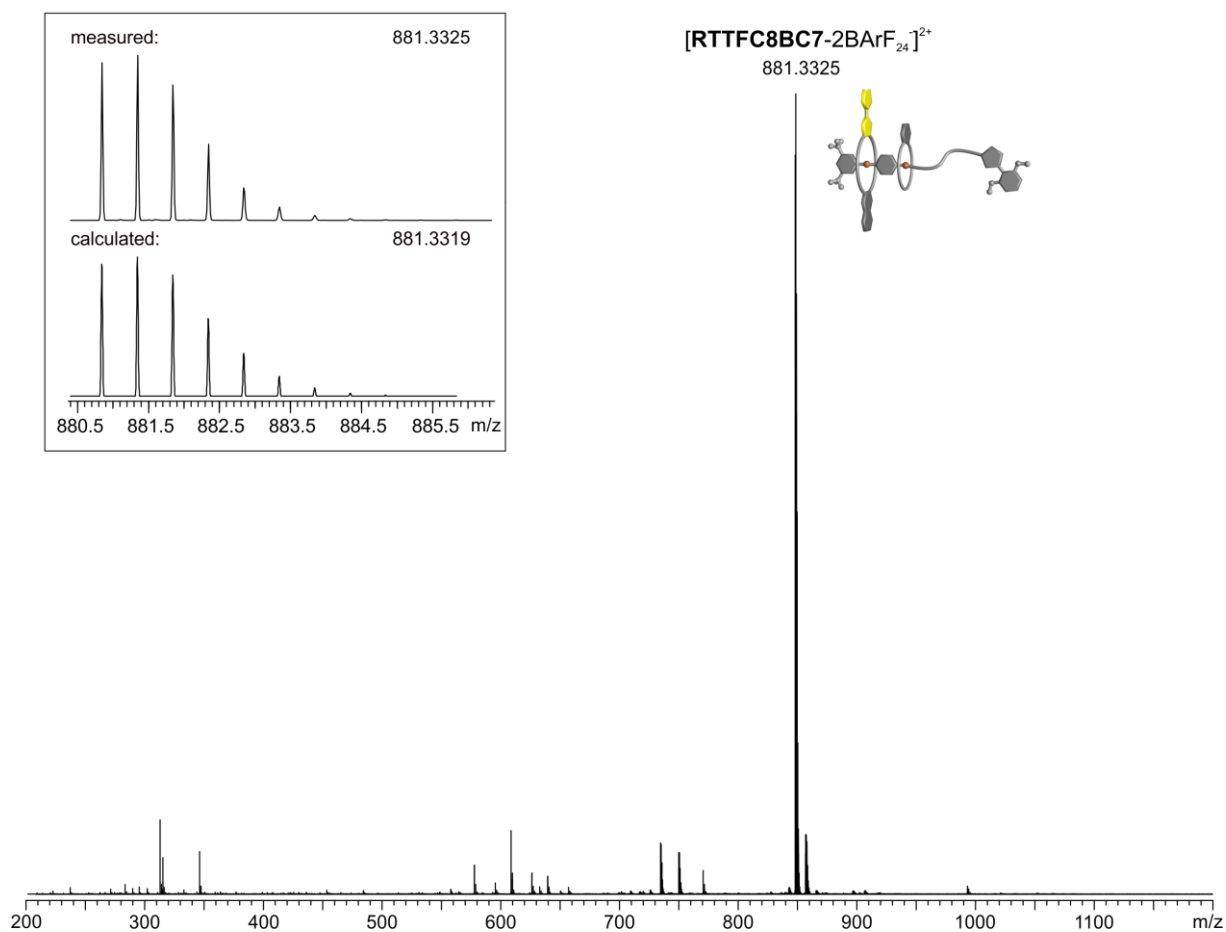 measured: 881.3325
calculated: 881.3319
880.5 881.5 882.5 883.5 884.5 885.5 m/z
[RTTFC8BC7-2BArF₂₄⁻]²⁺
881.3325
200 300 400 500 600 700 800 900 1000 1100 m/z